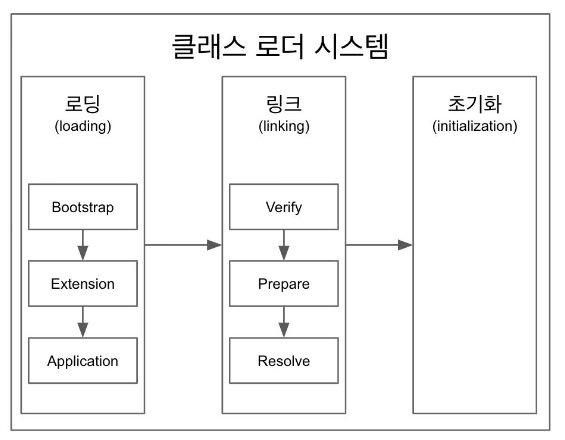 클래스 로더 시스템
로딩
(loading)
Bootstrap
Extension
Application
링크
(linking)
Verify
Prepare
Resolve
초기화
(initialization)